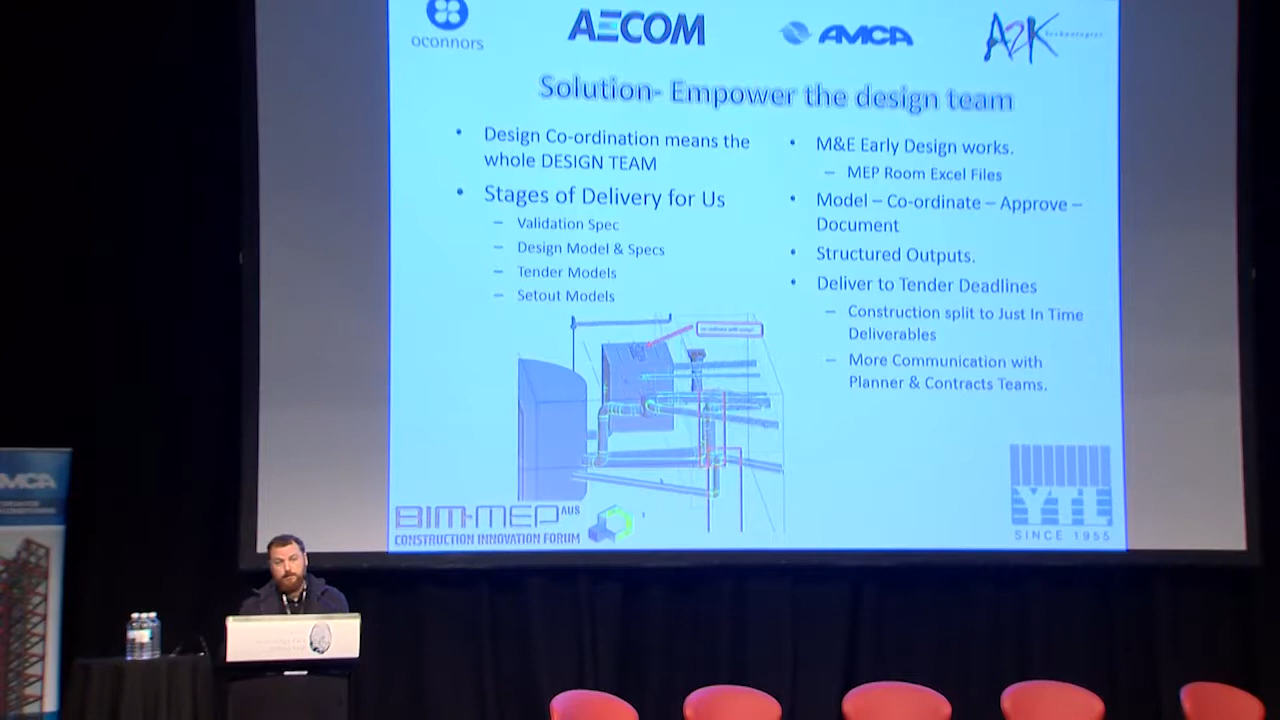 oconnors
AECOM
AMCA
A2K technologies
Solution- Empower the design team
• Design Co-ordination means the
whole DESIGN TEAM
• Stages of Delivery for Us
– Validation Spec
– Design Model & Specs
– Tender Models
– Setout Models
• M&E Early Design works.
– MEP Room Excel Files
• Model – Co-ordinate – Approve –
Document
• Structured Outputs.
• Deliver to Tender Deadlines
– Construction split to Just In Time
Deliverables
– More Communication with
Planner & Contracts Teams.
BIM-MEP AUS
CONSTRUCTION INNOVATION FORUM
YTL
SINCE 1955
AMCA